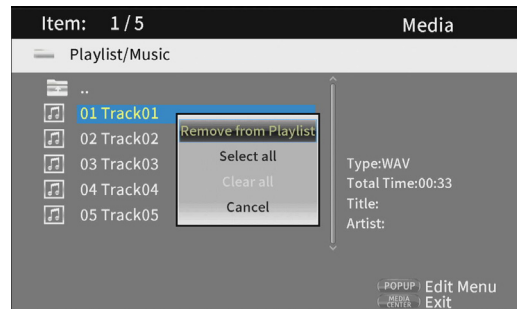 Item: 1/5 Media
Playlist/Music
..
01 Track01
02 Track02
03 Track03
04 Track04
05 Track05
Remove from Playlist
Select all
Clear all
Cancel
Type:WAV
Total Time:00:33
Title:
Artist:
POPUP Edit Menu
MEDIA CENTER Exit